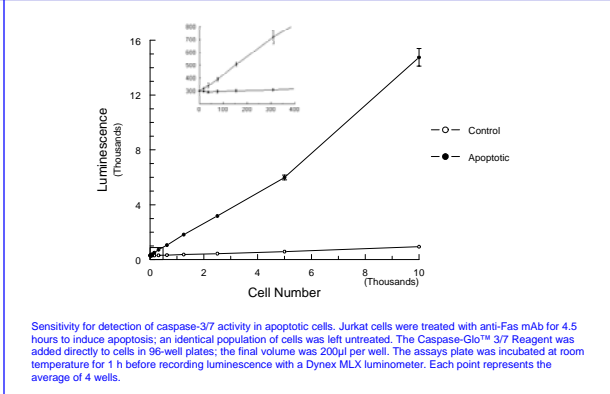 800
700
600
500
400
300
200
0 100 200 300 400
16
12
8
4
0
Luminescence
(Thousands)
0 2 4 6 8 10
(Thousands)
Cell Number
Control
Apoptotic
Sensitivity for detection of caspase-3/7 activity in apoptotic cells. Jurkat cells were treated with anti-Fas mAb for 4.5
hours to induce apoptosis; an identical population of cells was left untreated. The Caspase-Glo™ 3/7 Reagent was
added directly to cells in 96-well plates; the final volume was 200µl per well. The assays plate was incubated at room
temperature for 1 h before recording luminescence with a Dynex MLX luminometer. Each point represents the
average of 4 wells.